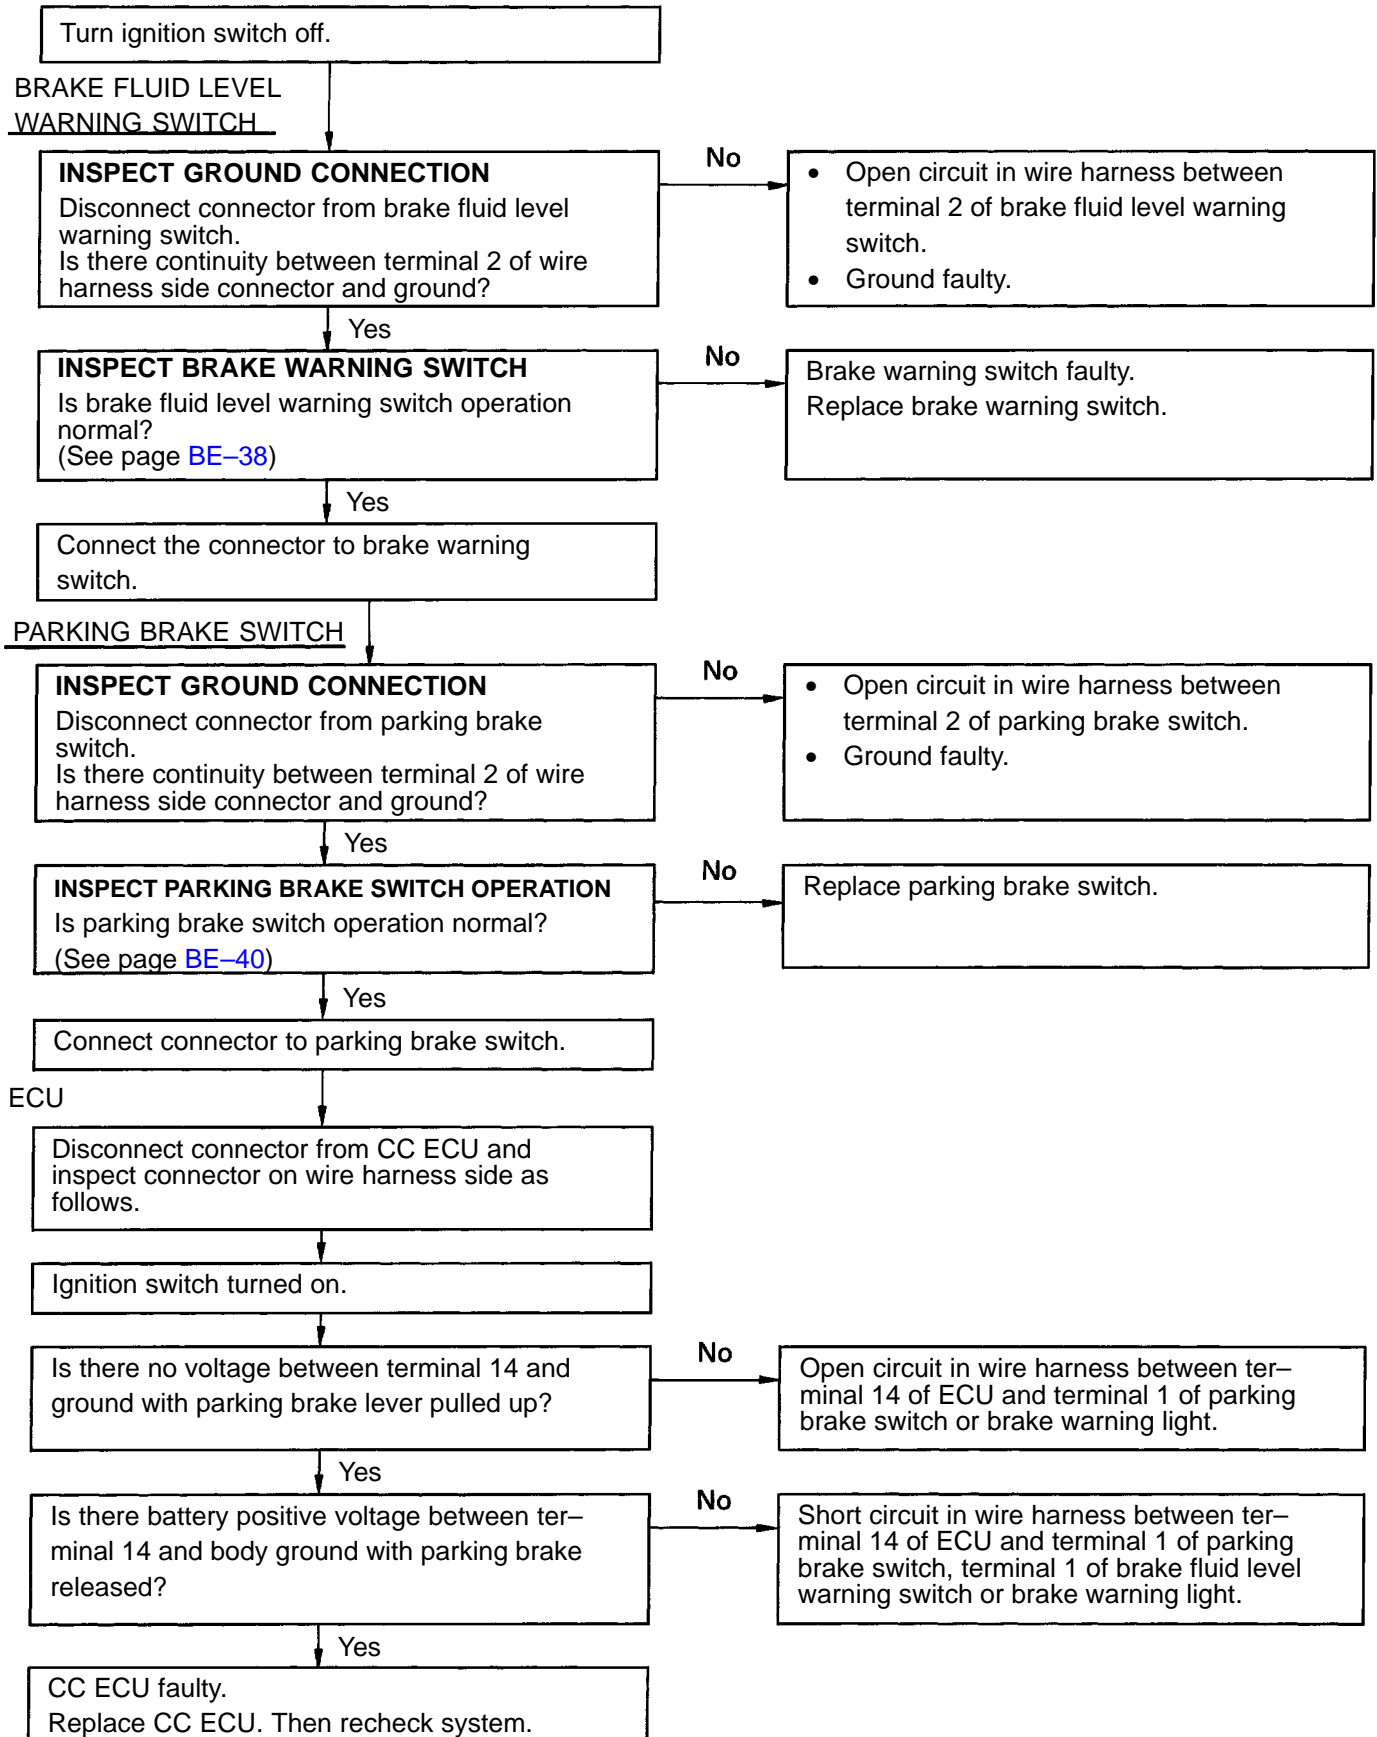 Turn ignition switch off.
BRAKE FLUID LEVEL
WARNING SWITCH
INSPECT GROUND CONNECTION
Disconnect connector from brake fluid level
warning switch.
Is there continuity between terminal 2 of wire
harness side connector and ground?
No
• Open circuit in wire harness between
terminal 2 of brake fluid level warning
switch.
• Ground faulty.
Yes
INSPECT BRAKE WARNING SWITCH
Is brake fluid level warning switch operation
normal?
(See page BE–38)
No
Brake warning switch faulty.
Replace brake warning switch.
Yes
Connect the connector to brake warning
switch.
PARKING BRAKE SWITCH
INSPECT GROUND CONNECTION
Disconnect connector from parking brake
switch.
Is there continuity between terminal 2 of wire
harness side connector and ground?
No
• Open circuit in wire harness between
terminal 2 of parking brake switch.
• Ground faulty.
Yes
INSPECT PARKING BRAKE SWITCH OPERATION
Is parking brake switch operation normal?
(See page BE–40)
No
Replace parking brake switch.
Yes
Connect connector to parking brake switch.
ECU
Disconnect connector from CC ECU and
inspect connector on wire harness side as
follows.
Ignition switch turned on.
Is there no voltage between terminal 14 and
ground with parking brake lever pulled up?
No
Open circuit in wire harness between ter–
minal 14 of ECU and terminal 1 of parking
brake switch or brake warning light.
Yes
Is there battery positive voltage between ter–
minal 14 and body ground with parking brake
released?
No
Short circuit in wire harness between ter–
minal 14 of ECU and terminal 1 of parking
brake switch, terminal 1 of brake fluid level
warning switch or brake warning light.
Yes
CC ECU faulty.
Replace CC ECU. Then recheck system.